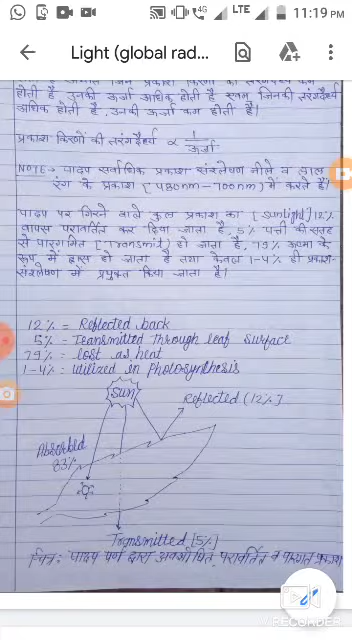 4G LTE 11:19 PM
Light (global rad...
होती है, उनकी ऊर्जा अधिक होती है एवम् जिनकी तरंगदैर्ध्य
अधिक होती है, उनकी ऊर्जा कम होती है।
प्रकाश किरणों की तरंगदैर्ध्य ∝ 1/ऊर्जा
NOTE → पादप सर्वाधिक प्रकाश संश्लेषण नीले व लाल
रंग के प्रकाश [480nm-700nm) में करते हैं।
पादप पर गिरने वाले कुल प्रकाश का [Sunlight] 12%
वापस परावर्तित कर दिया जाता है, 5% पत्ती की सतह
से पारगमित [Transmit) हो जाता है, 79% ऊष्मा के
रूप में ह्रास हो जाता है तथा केवल 1-4% ही प्रकाश-
संश्लेषण में प्रयुक्त किया जाता है।
12% = Reflected back
5% = Transmitted through leaf surface
79% = lost as heat
1-4% = utilized in photosynthesis
Sun
Reflected (12%]
Absorbed
83%
Transmitted [5%)
चित्र: पादप पर्ण द्वारा अवशोषित, परावर्तित व
RECORDER